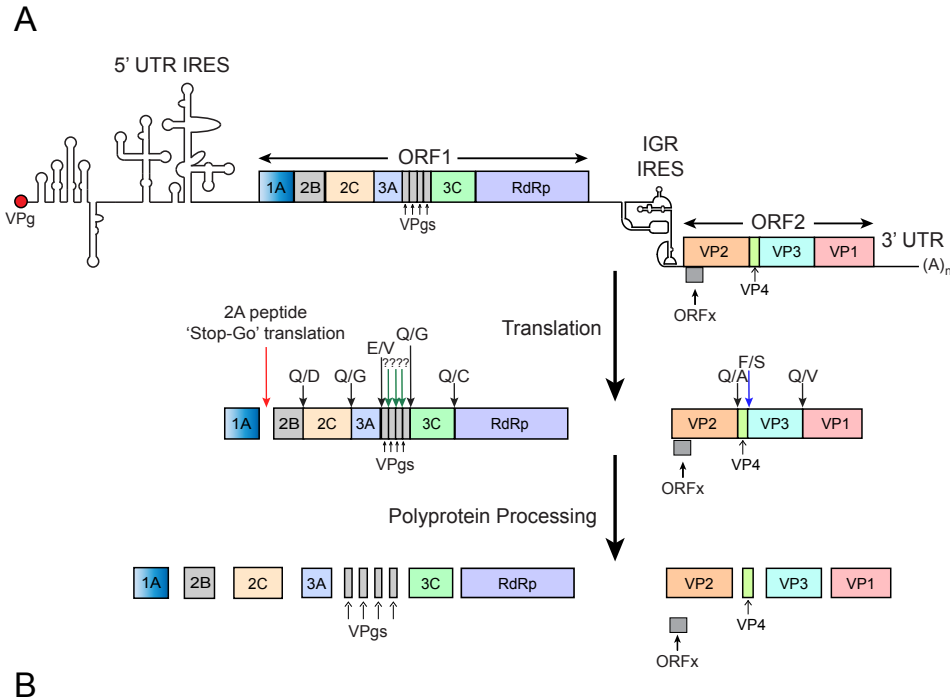 A
5' UTR IRES
VPg
ORF1
1A 2B 2C 3A 3C RdRp
VPgs
IGR
IRES
ORF2
VP2 VP3 VP1
3' UTR
(A)n
VP4
ORFx
Translation
2A peptide
'Stop-Go' translation
Q/D Q/G E/V ???? Q/G Q/C
1A 2B 2C 3A 3C RdRp
VPgs
Q/A F/S Q/V
VP2 VP3 VP1
VP4
ORFx
Polyprotein Processing
1A 2B 2C 3A 3C RdRp
VPgs
VP2 VP3 VP1
VP4
ORFx
B